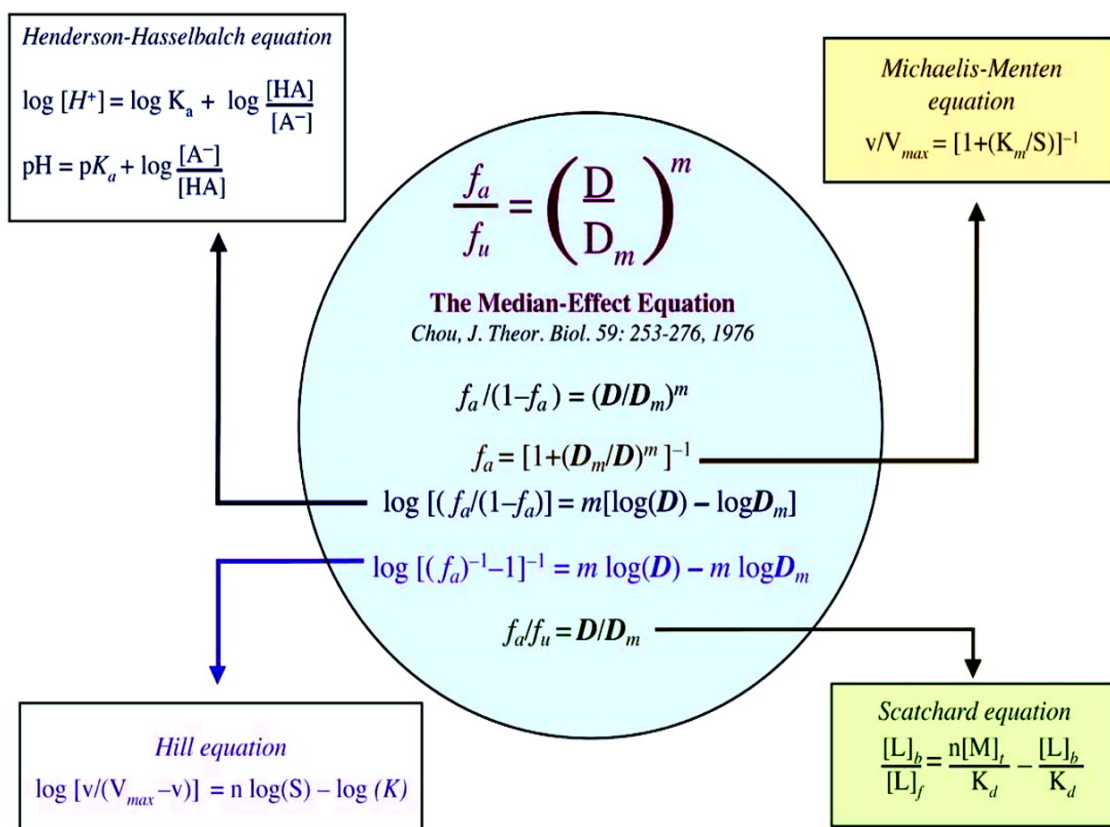 Henderson-Hasselbalch equation
log [H⁺] = log Kₐ + log [HA]/[A⁻]
pH = pKₐ + log [A⁻]/[HA]
Michaelis-Menten
equation
v/Vmax = [1+(Km/S)]⁻¹
fa/fu = (D/Dm)ᵐ
The Median-Effect Equation
Chou, J. Theor. Biol. 59: 253-276, 1976
fa/(1–fa) = (D/Dm)ᵐ
fa = [1+(Dm/D)ᵐ]⁻¹
log [(fa/(1–fa)] = m[log(D) – logDm]
log [(fa)⁻¹–1]⁻¹ = m log(D) – m logDm
fa/fu = D/Dm
Hill equation
log [v/(Vmax–v)] = n log(S) – log (K)
Scatchard equation
[L]b/[L]f = n[M]t/Kd – [L]b/Kd